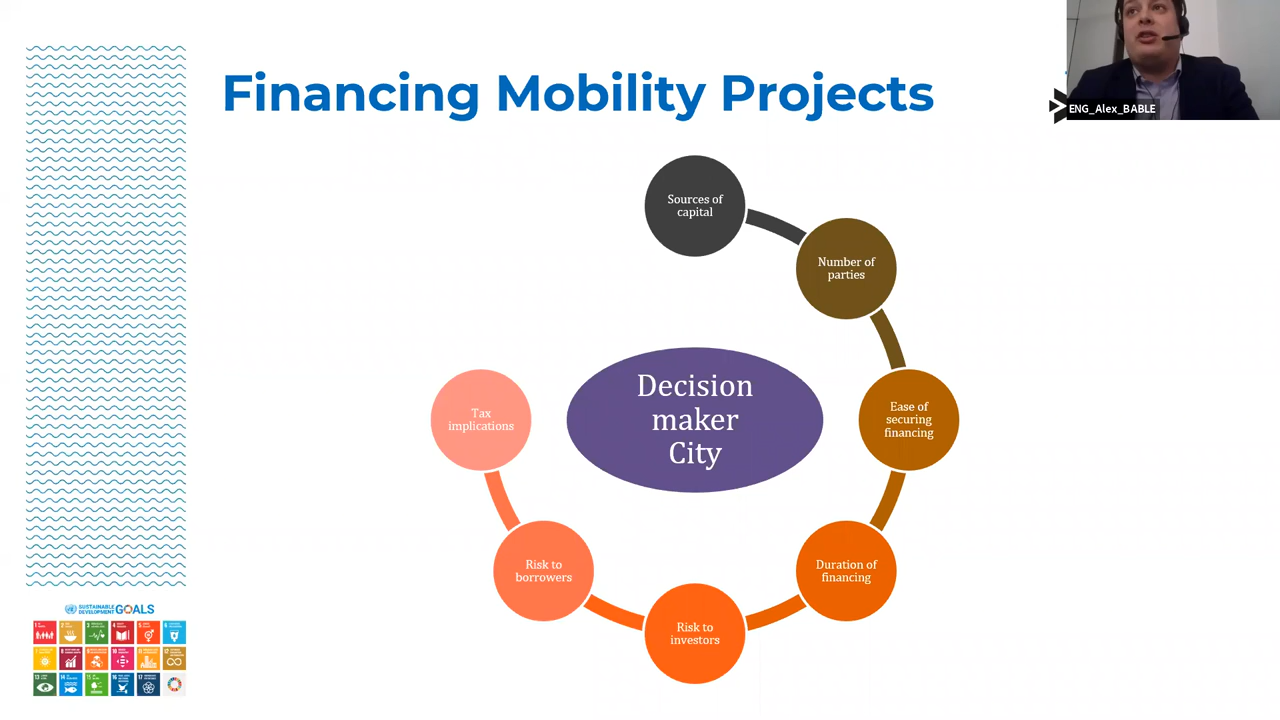 Financing Mobility Projects
ENG_Alex_BABLE
Sources of
capital
Number of
parties
Ease of
securing
financing
Duration of
financing
Risk to
investors
Risk to
borrowers
Tax
implications
Decision
maker
City
SUSTAINABLE
DEVELOPMENT
GOALS